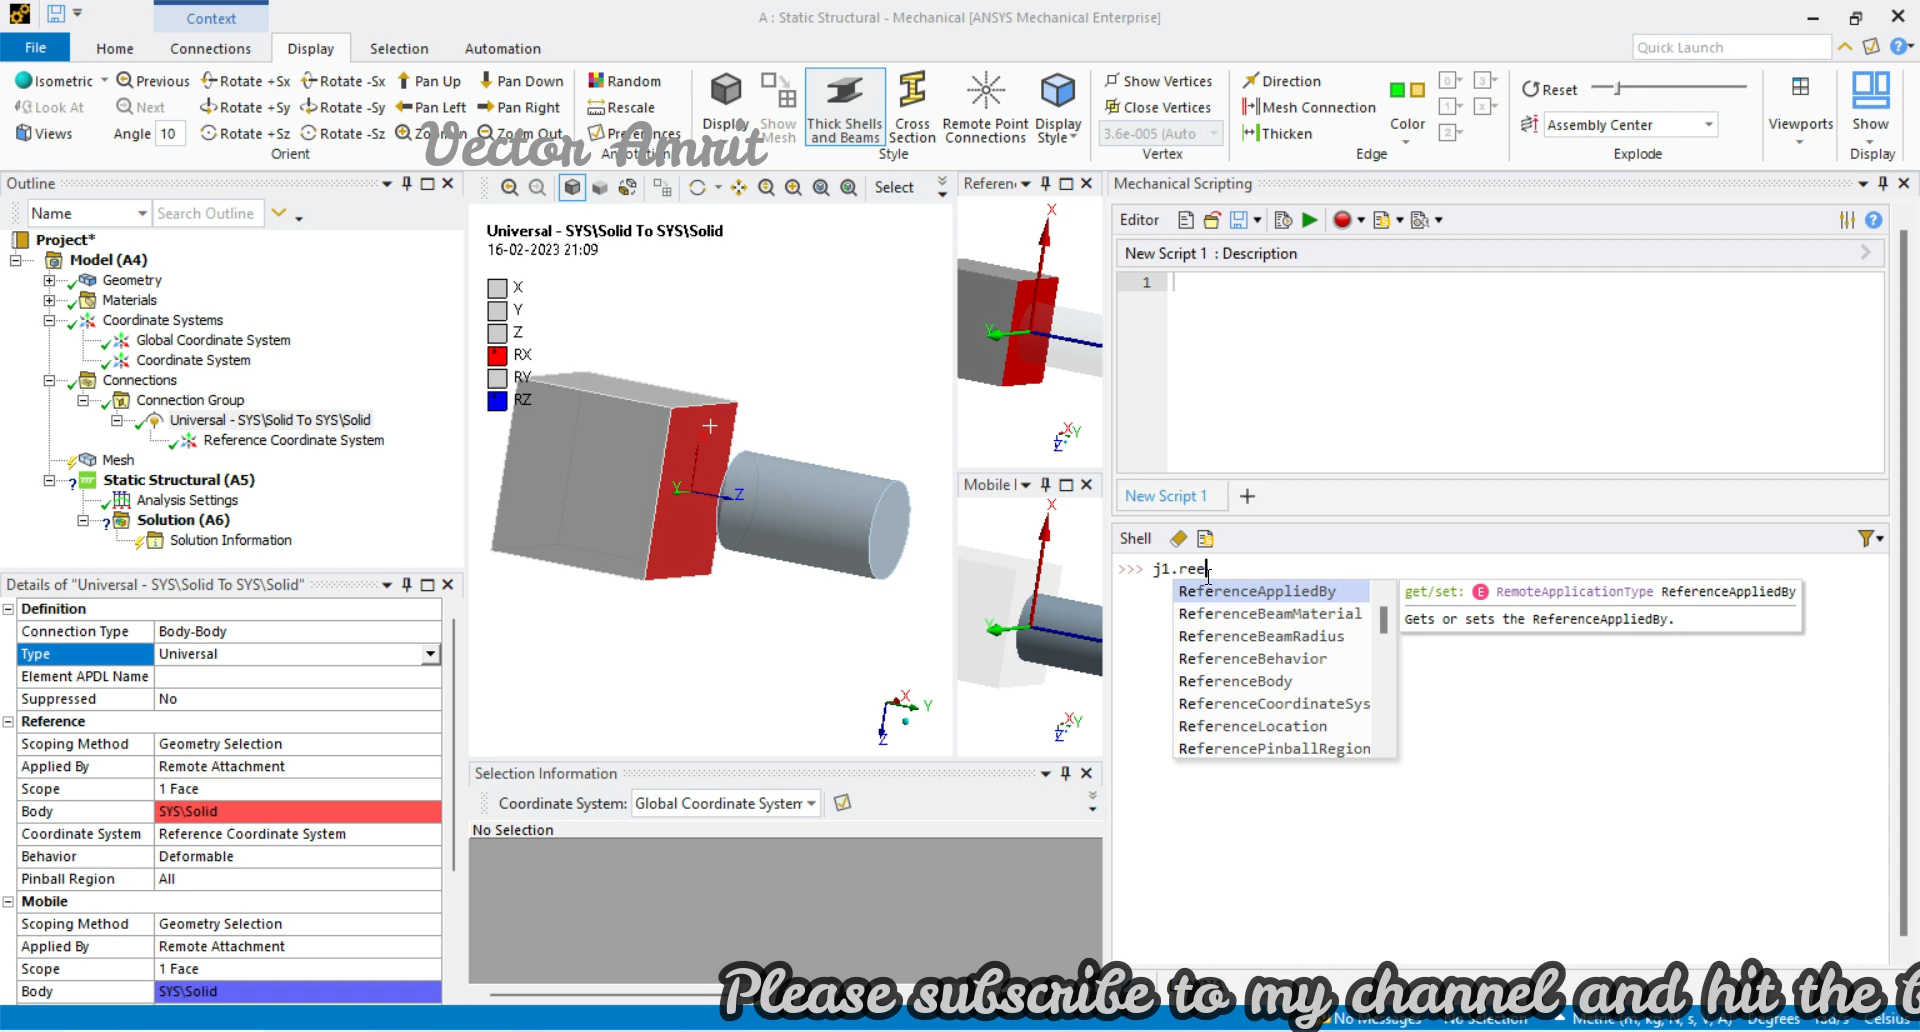 Context
A : Static Structural - Mechanical [ANSYS Mechanical Enterprise]
File Home Connections Display Selection Automation
Quick Launch
Isometric Previous Rotate +Sx Rotate -Sx Pan Up Pan Down Random
Look At Next Rotate +Sy Rotate -Sy Pan Left Pan Right Rescale
Views Angle 10 Rotate +Sz Rotate -Sz Zoom In Zoom Out Preferences
Orient Annotation
Display Show Mesh Thick Shells and Beams Cross Section Remote Point Connections Display Style
Style
Show Vertices
Close Vertices
3.6e-005 (Auto
Vertex
Direction
Mesh Connection
Thicken
Color
0 3
1 x
2
Edge
Reset
Assembly Center
Explode
Viewports
Show
Display
Vector Amrit
Outline
Name Search Outline
Project*
Model (A4)
Geometry
Materials
Coordinate Systems
Global Coordinate System
Coordinate System
Connections
Connection Group
Universal - SYS\Solid To SYS\Solid
Reference Coordinate System
Mesh
Static Structural (A5)
Analysis Settings
Solution (A6)
Solution Information
Details of "Universal - SYS\Solid To SYS\Solid"
Definition
Connection Type Body-Body
Type Universal
Element APDL Name
Suppressed No
Reference
Scoping Method Geometry Selection
Applied By Remote Attachment
Scope 1 Face
Body SYS\Solid
Coordinate System Reference Coordinate System
Behavior Deformable
Pinball Region All
Mobile
Scoping Method Geometry Selection
Applied By Remote Attachment
Scope 1 Face
Body SYS\Solid
Select
Universal - SYS\Solid To SYS\Solid
16-02-2023 21:09
X
Y
Z
RX
RY
RZ
Y
Z
X
Y
Z
Selection Information
Coordinate System: Global Coordinate System
No Selection
Referen
X
Y
X
Y
Z
Mobile
X
Y
X
Y
Z
Mechanical Scripting
Editor
New Script 1 : Description
1
New Script 1 +
Shell
>>> j1.ree
ReferenceAppliedBy
ReferenceBeamMaterial
ReferenceBeamRadius
ReferenceBehavior
ReferenceBody
ReferenceCoordinateSys
ReferenceLocation
ReferencePinballRegion
get/set: E RemoteApplicationType ReferenceAppliedBy
Gets or sets the ReferenceAppliedBy.
Please subscribe to my channel and hit the
No Messages No Selection Metric (m, kg, N, s, V, A) Degrees rad/s Celsius